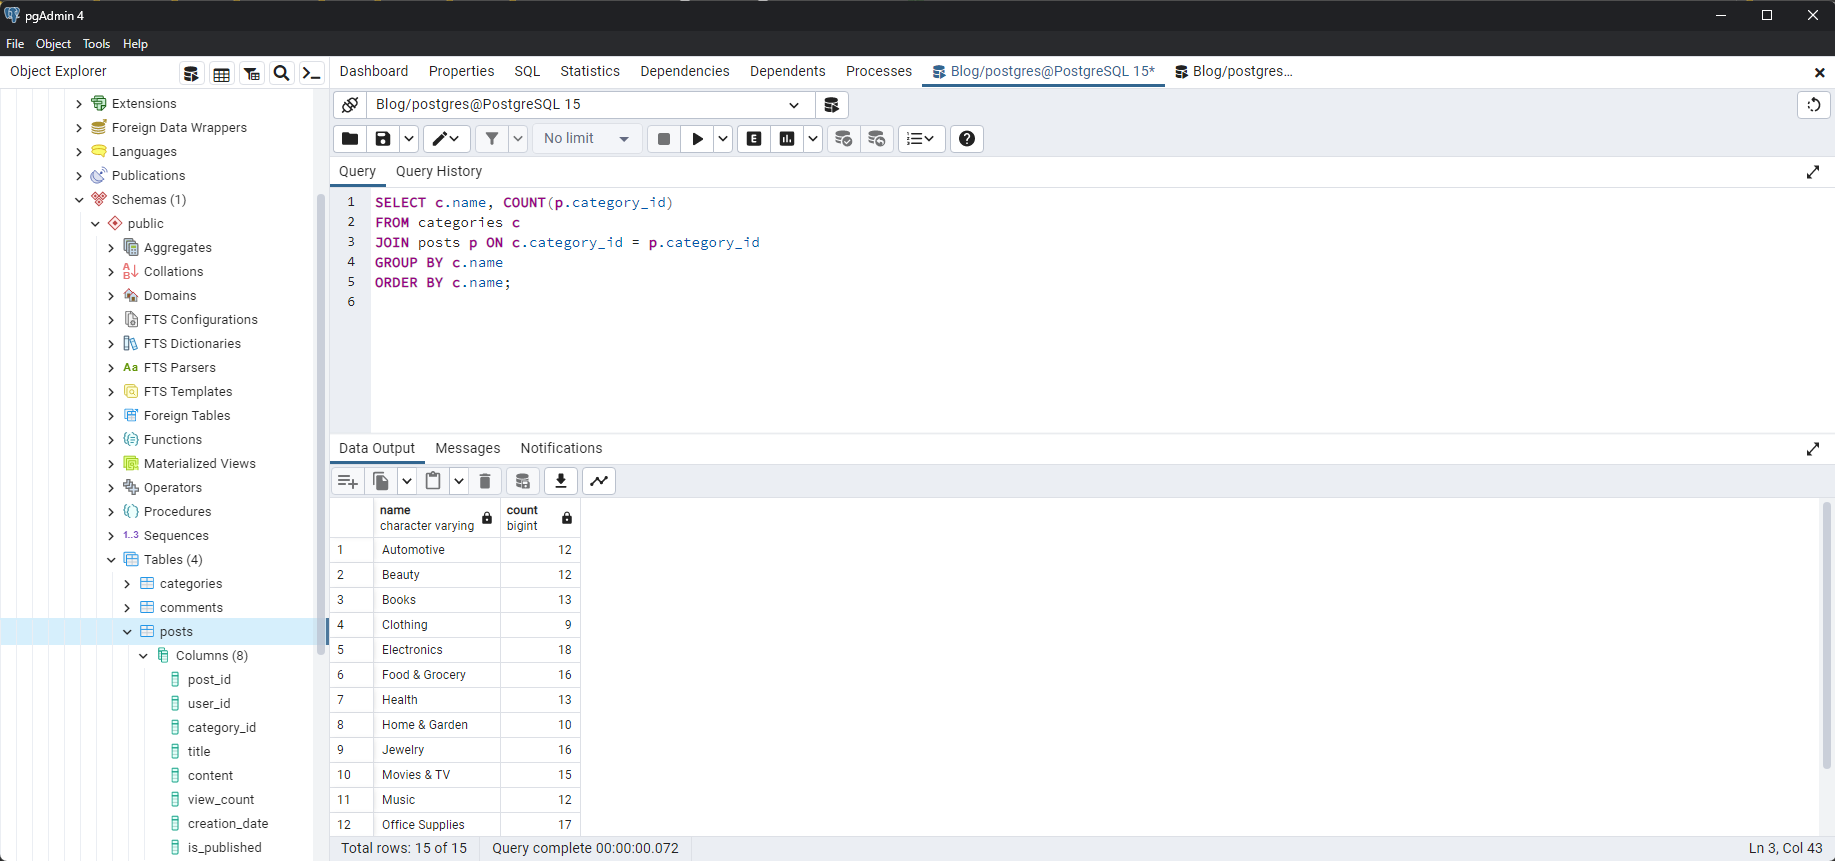 pgAdmin 4
File Object Tools Help
Object Explorer
Dashboard Properties SQL Statistics Dependencies Dependents Processes Blog/postgres@PostgreSQL 15* Blog/postgres...
Extensions
Foreign Data Wrappers
Languages
Publications
Schemas (1)
public
Aggregates
Collations
Domains
FTS Configurations
FTS Dictionaries
Aa FTS Parsers
FTS Templates
Foreign Tables
Functions
Materialized Views
Operators
Procedures
1..3 Sequences
Tables (4)
categories
comments
posts
Columns (8)
post_id
user_id
category_id
title
content
view_count
creation_date
is_published
Blog/postgres@PostgreSQL 15
No limit
E
Query Query History
1 SELECT c.name, COUNT(p.category_id)
2 FROM categories c
3 JOIN posts p ON c.category_id = p.category_id
4 GROUP BY c.name
5 ORDER BY c.name;
6
Data Output Messages Notifications
name count
character varying bigint
1 Automotive 12
2 Beauty 12
3 Books 13
4 Clothing 9
5 Electronics 18
6 Food & Grocery 16
7 Health 13
8 Home & Garden 10
9 Jewelry 16
10 Movies & TV 15
11 Music 12
12 Office Supplies 17
Total rows: 15 of 15 Query complete 00:00:00.072 Ln 3, Col 43